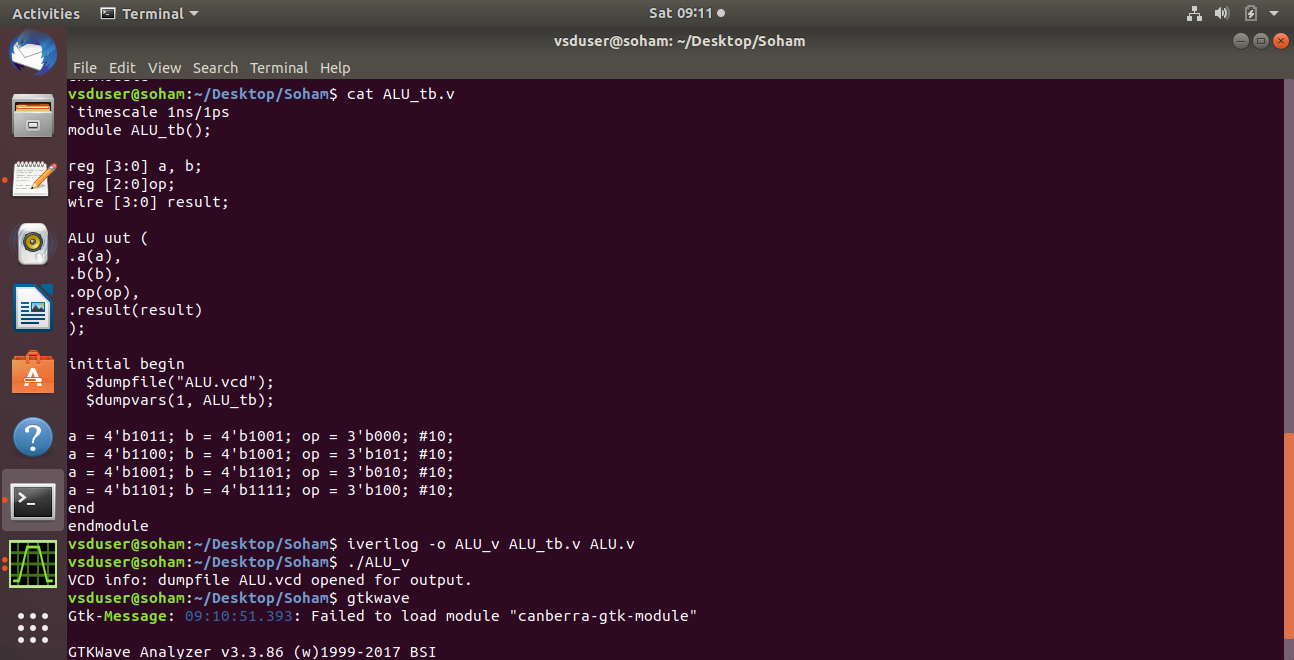 Activities Terminal Sat 09:11
vsduser@soham: ~/Desktop/Soham
File Edit View Search Terminal Help
vsduser@soham:~/Desktop/Soham$ cat ALU_tb.v
`timescale 1ns/1ps
module ALU_tb();
reg [3:0] a, b;
reg [2:0]op;
wire [3:0] result;
ALU uut (
.a(a),
.b(b),
.op(op),
.result(result)
);
initial begin
$dumpfile("ALU.vcd");
$dumpvars(1, ALU_tb);
a = 4'b1011; b = 4'b1001; op = 3'b000; #10;
a = 4'b1100; b = 4'b1001; op = 3'b101; #10;
a = 4'b1001; b = 4'b1101; op = 3'b010; #10;
a = 4'b1101; b = 4'b1111; op = 3'b100; #10;
end
endmodule
vsduser@soham:~/Desktop/Soham$ iverilog -o ALU_v ALU_tb.v ALU.v
vsduser@soham:~/Desktop/Soham$ ./ALU_v
VCD info: dumpfile ALU.vcd opened for output.
vsduser@soham:~/Desktop/Soham$ gtkwave
Gtk-Message: 09:10:51.393: Failed to load module "canberra-gtk-module"
GTKWave Analyzer v3.3.86 (w)1999-2017 BSI